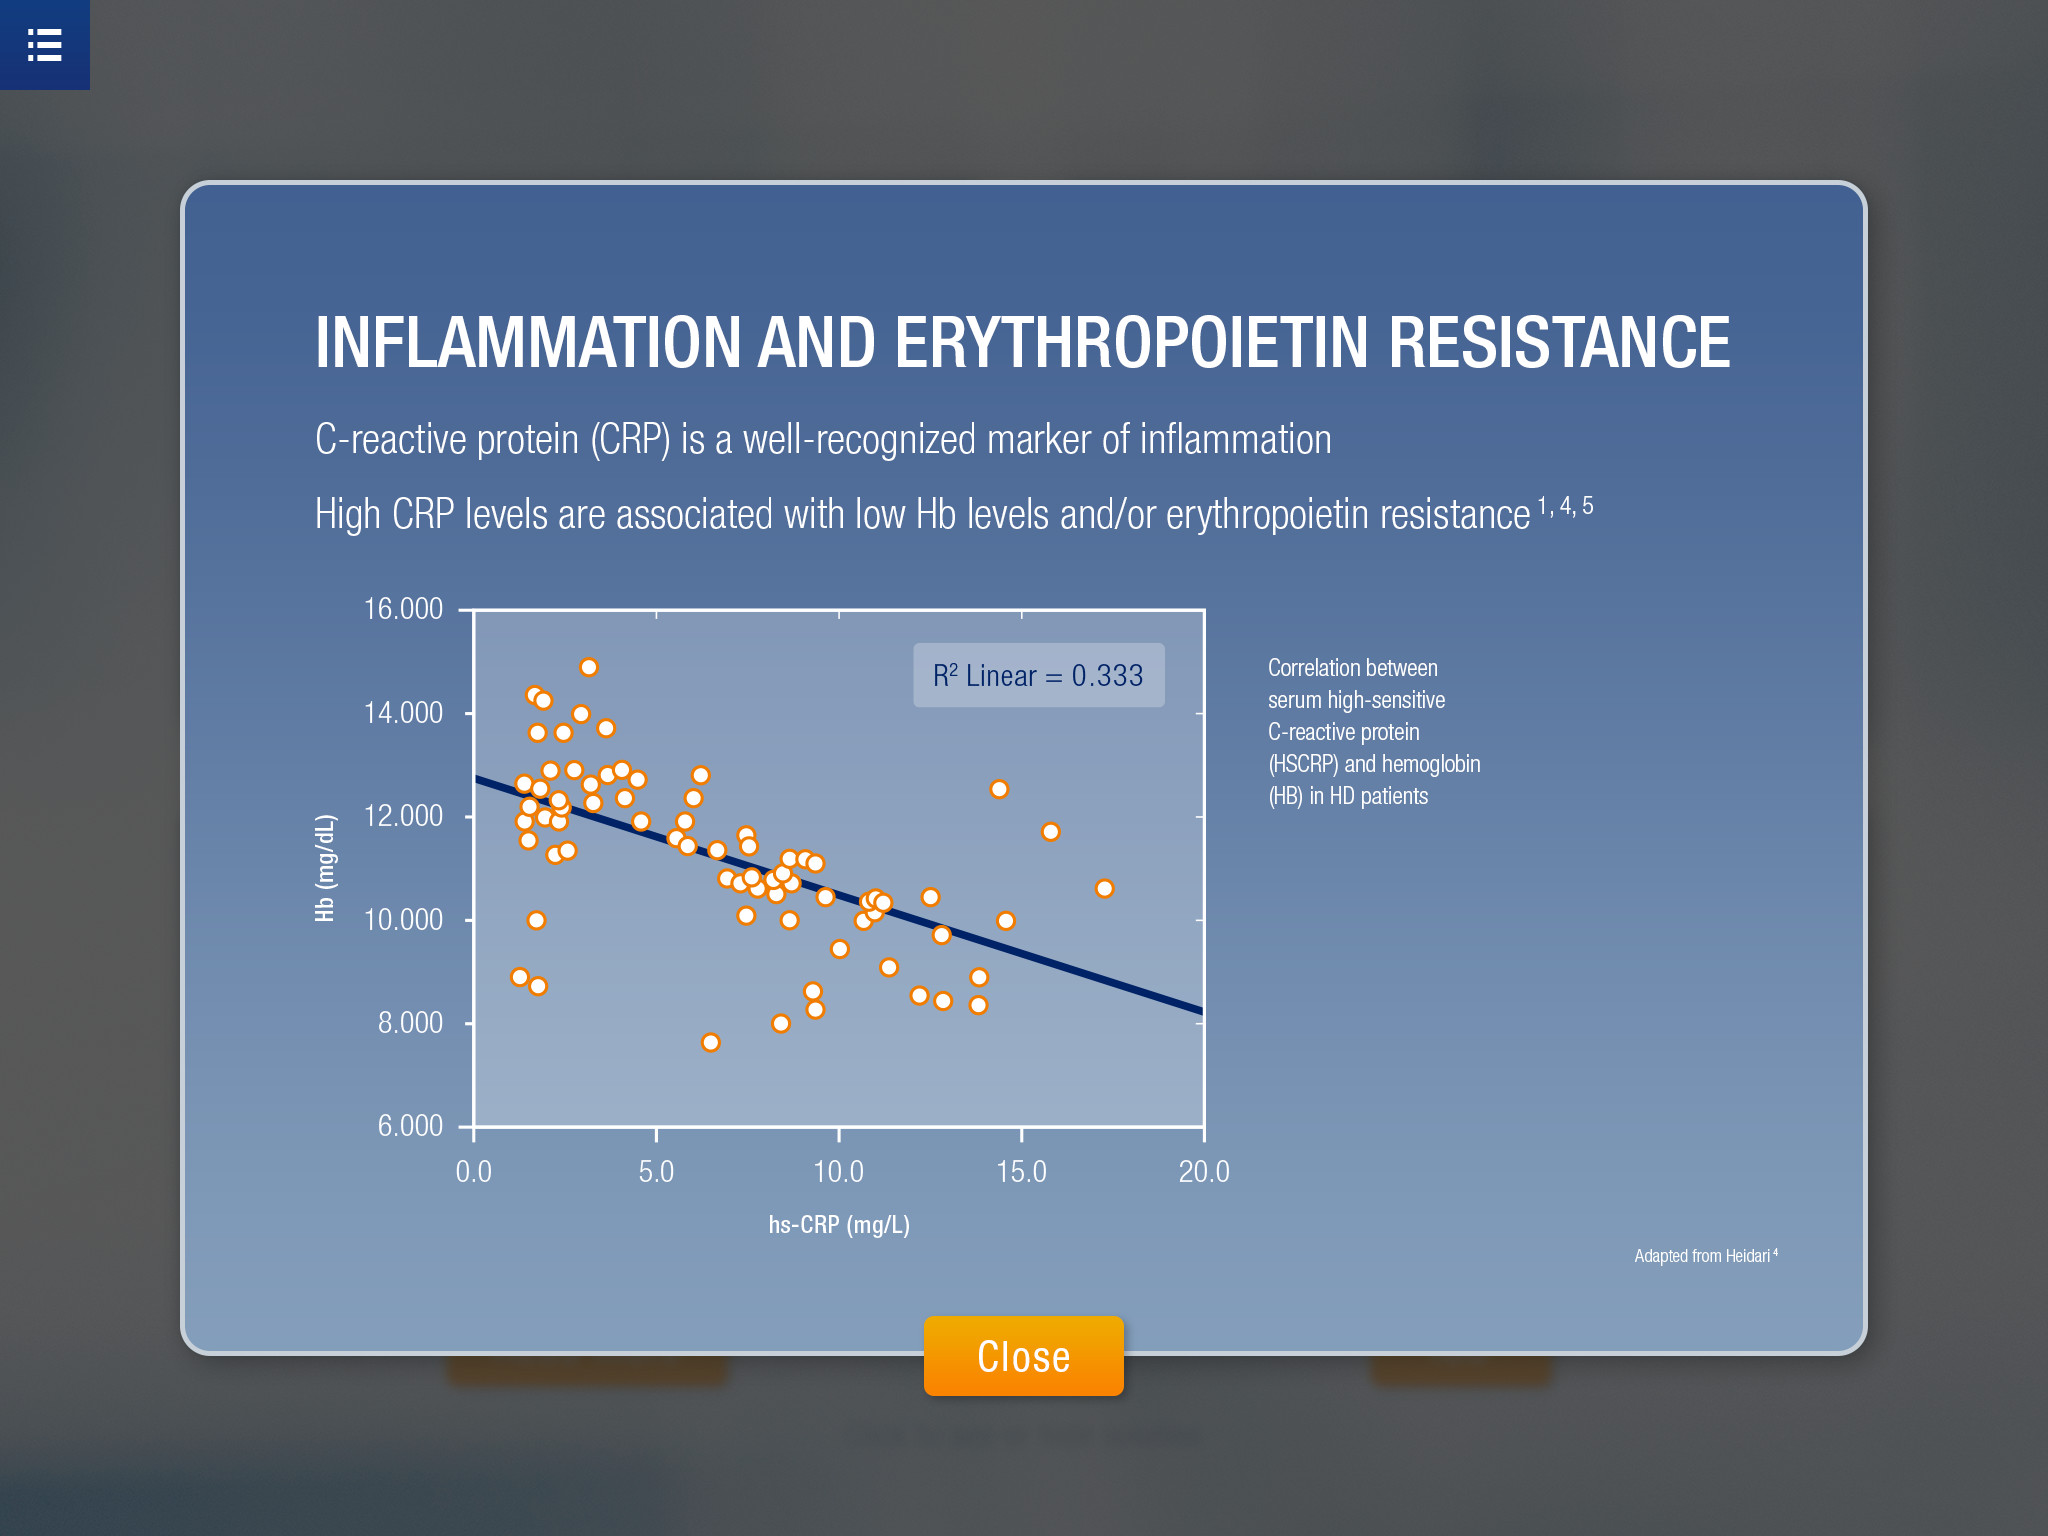 INFLAMMATION AND ERYTHROPOIETIN RESISTANCE
C-reactive protein (CRP) is a well-recognized marker of inflammation
High CRP levels are associated with low Hb levels and/or erythropoietin resistance 1, 4, 5
16.000
14.000
12.000
10.000
8.000
6.000
Hb (mg/dL)
R² Linear = 0.333
0.0 5.0 10.0 15.0 20.0
hs-CRP (mg/L)
Correlation between
serum high-sensitive
C-reactive protein
(HSCRP) and hemoglobin
(HB) in HD patients
Adapted from Heidari 4
Close